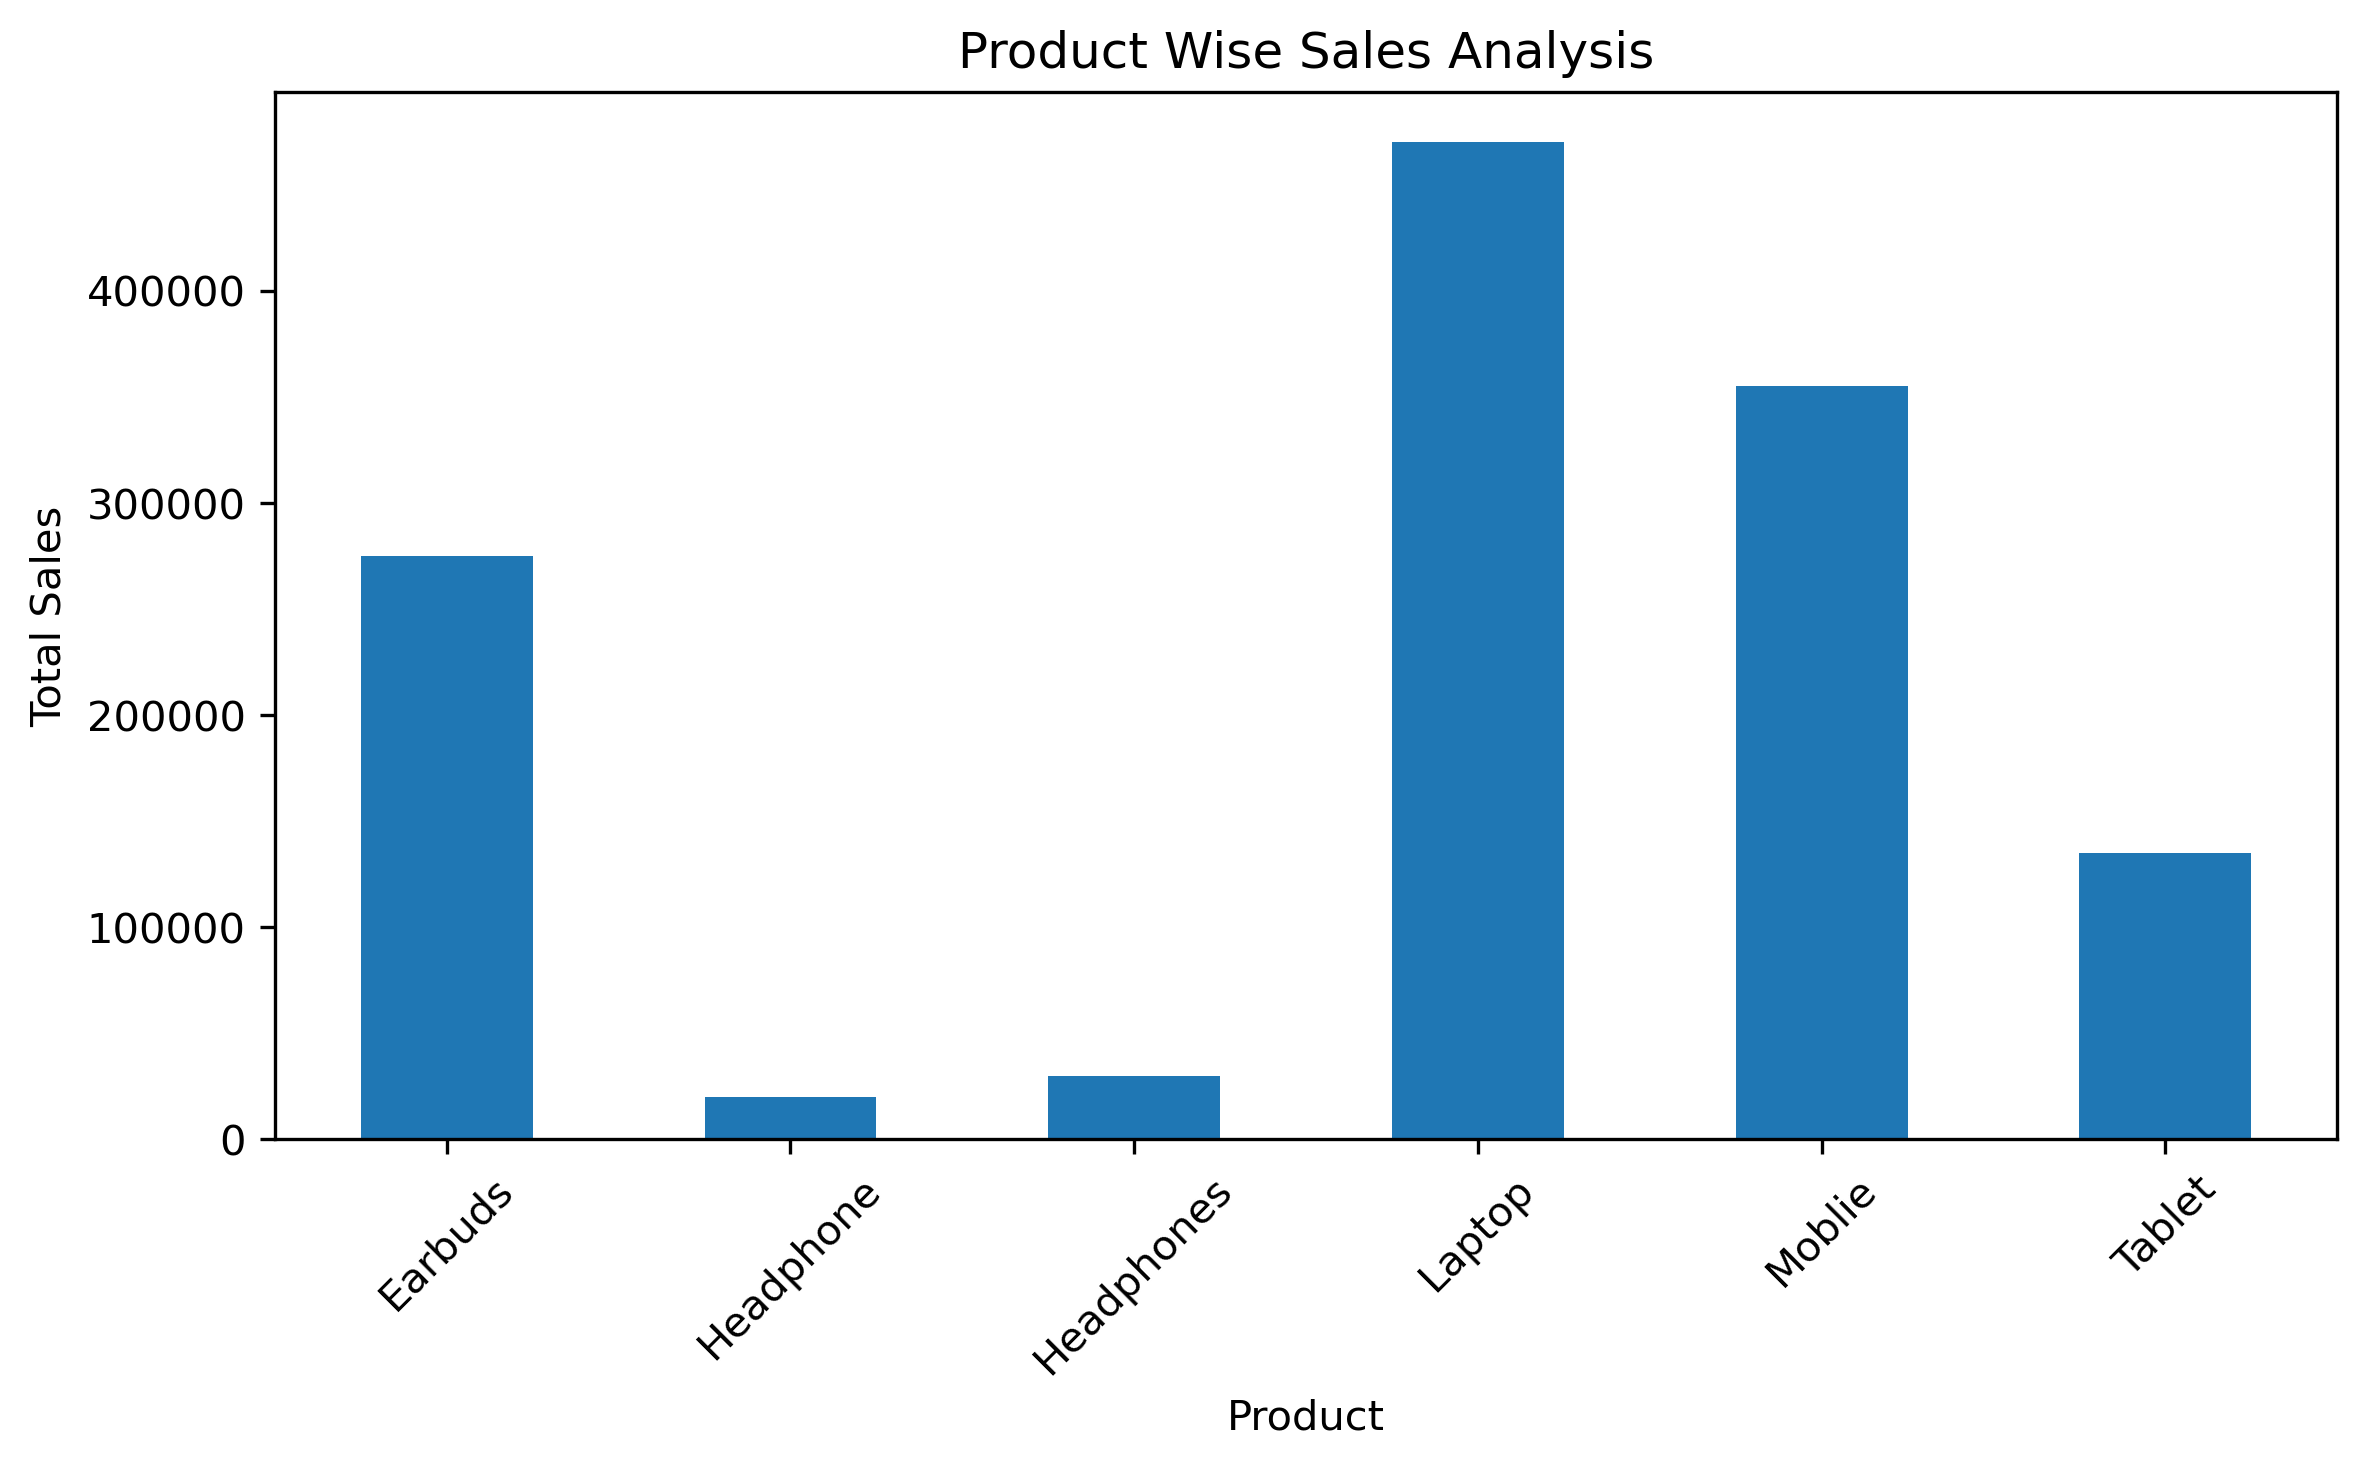 Product Wise Sales Analysis
Total Sales
400000
300000
200000
100000
0
Earbuds
Headphone
Headphones
Laptop
Moblie
Tablet
Product